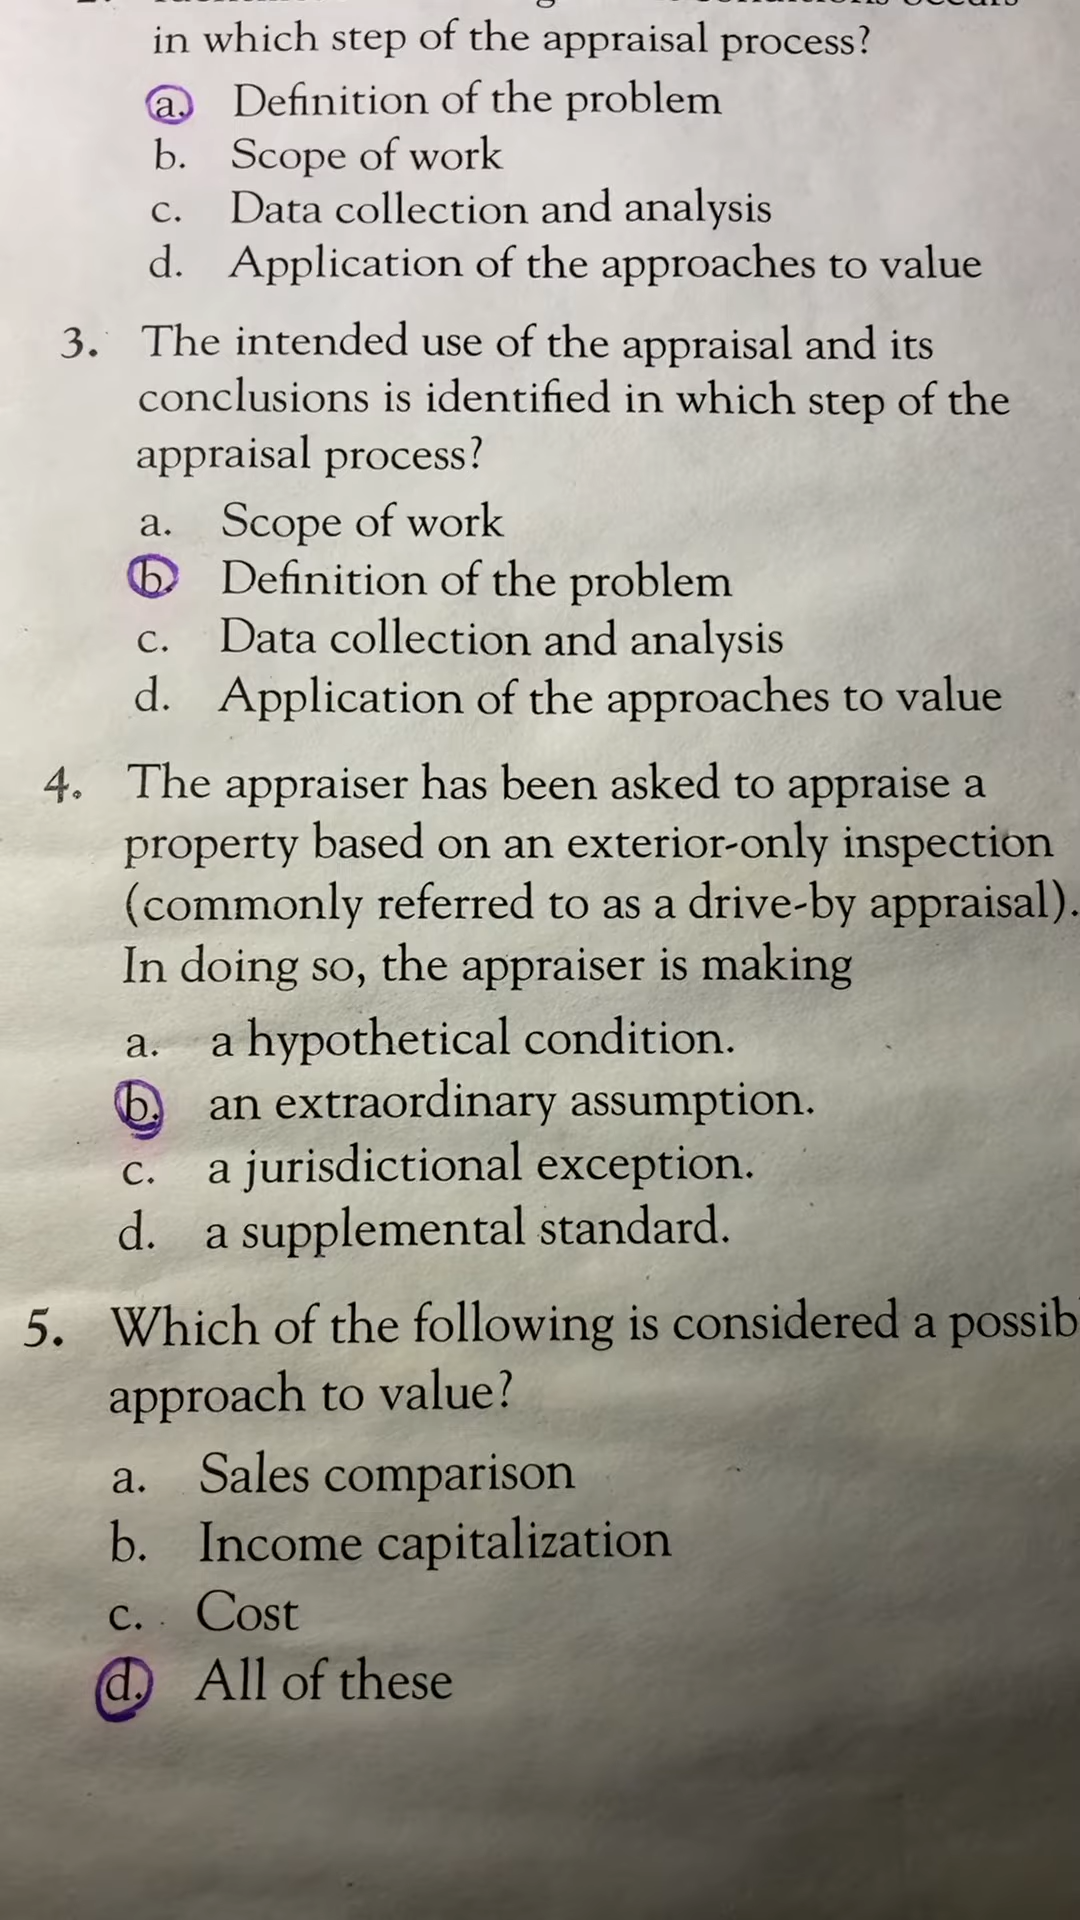 in which step of the appraisal process?
a. Definition of the problem
b. Scope of work
c. Data collection and analysis
d. Application of the approaches to value
3. The intended use of the appraisal and its
conclusions is identified in which step of the
appraisal process?
a. Scope of work
b. Definition of the problem
c. Data collection and analysis
d. Application of the approaches to value
4. The appraiser has been asked to appraise a
property based on an exterior-only inspection
(commonly referred to as a drive-by appraisal).
In doing so, the appraiser is making
a. a hypothetical condition.
b. an extraordinary assumption.
c. a jurisdictional exception.
d. a supplemental standard.
5. Which of the following is considered a possib
approach to value?
a. Sales comparison
b. Income capitalization
c. Cost
d. All of these